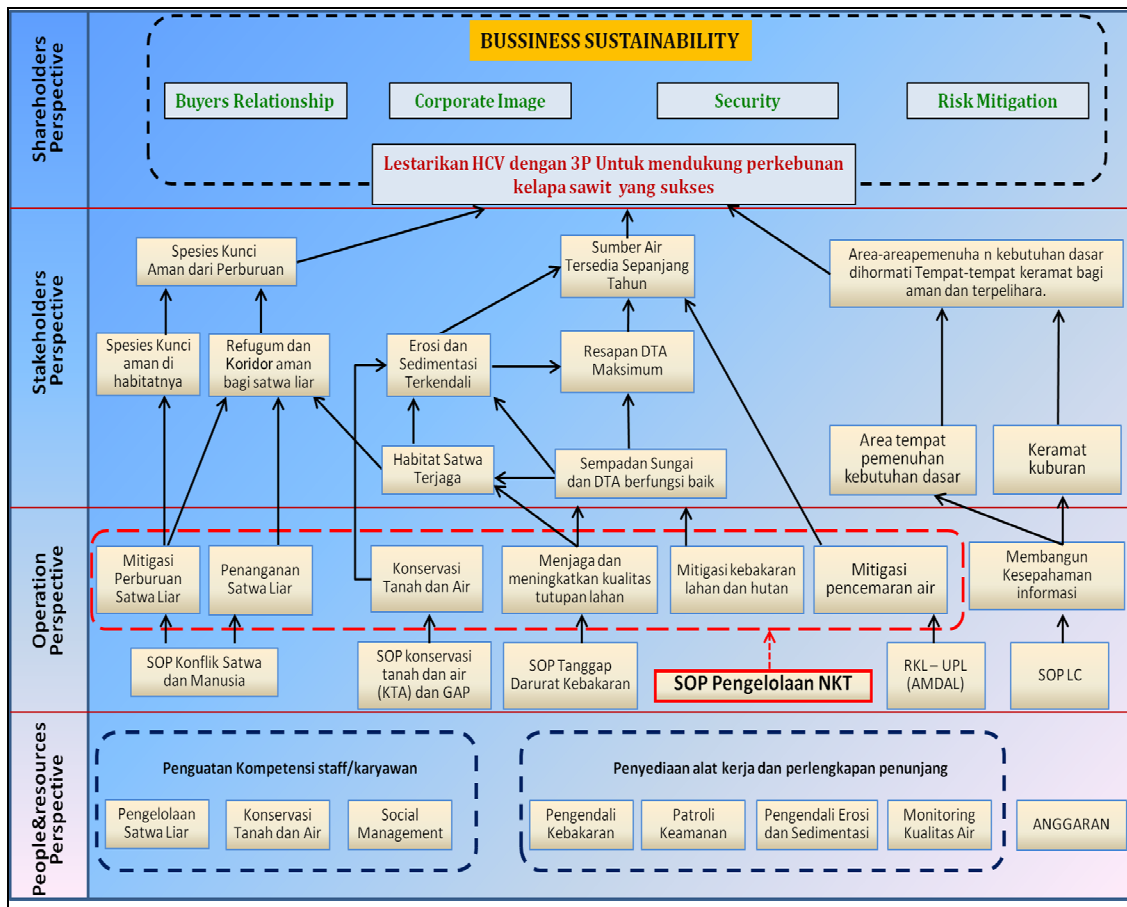 Shareholders
Perspective
BUSSINESS SUSTAINABILITY
Buyers Relationship
Corporate Image
Security
Risk Mitigation
Lestarikan HCV dengan 3P Untuk mendukung perkebunan
kelapa sawit yang sukses
Stakeholders
Perspective
Spesies Kunci
Aman dari Perburuan
Sumber Air
Tersedia Sepanjang
Tahun
Area-areapemenuha n kebutuhan dasar
dihormati Tempat-tempat keramat bagi
aman dan terpelihara.
Spesies Kunci
aman di
habitatnya
Refugum dan
Koridor aman
bagi satwa liar
Erosi dan
Sedimentasi
Terkendali
Resapan DTA
Maksimum
Habitat Satwa
Terjaga
Sempadan Sungai
dan DTA berfungsi baik
Area tempat
pemenuhan
kebutuhan dasar
Keramat
kuburan
Operation
Perspective
Mitigasi
Perburuan
Satwa Liar
Penanganan
Satwa Liar
Konservasi
Tanah dan Air
Menjaga dan
meningkatkan kualitas
tutupan lahan
Mitigasi kebakaran
lahan dan hutan
Mitigasi
pencemaran air
Membangun
Kesepahaman
informasi
SOP Konflik Satwa
dan Manusia
SOP konservasi
tanah dan air
(KTA) dan GAP
SOP Tanggap
Darurat Kebakaran
SOP Pengelolaan NKT
RKL – UPL
(AMDAL)
SOP LC
People&resources
Perspective
Penguatan Kompetensi staff/karyawan
Pengelolaan
Satwa Liar
Konservasi
Tanah dan Air
Social
Management
Penyediaan alat kerja dan perlengkapan penunjang
Pengendali
Kebakaran
Patroli
Keamanan
Pengendali Erosi
dan Sedimentasi
Monitoring
Kualitas Air
ANGGARAN